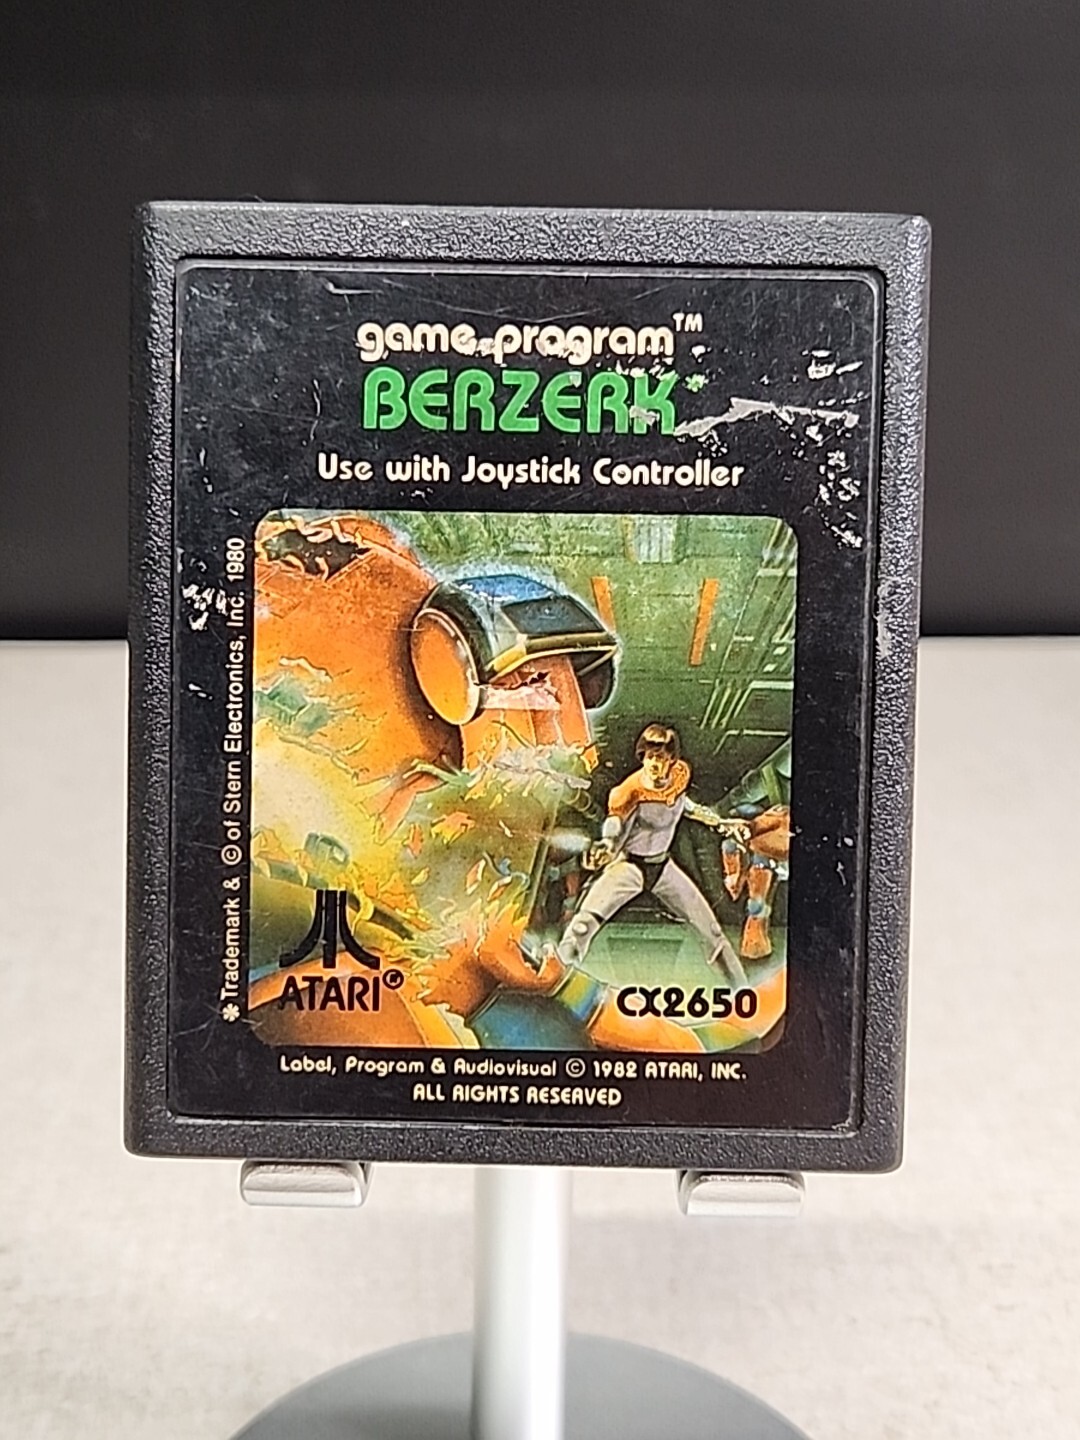 game program™
BERZERK*
Use with Joystick Controller
*Trademark & © of Stern Electronics, Inc. 1980
ATARI®
CX2650
Label, Program & Audiovisual © 1982 ATARI, INC.
ALL RIGHTS RESERVED